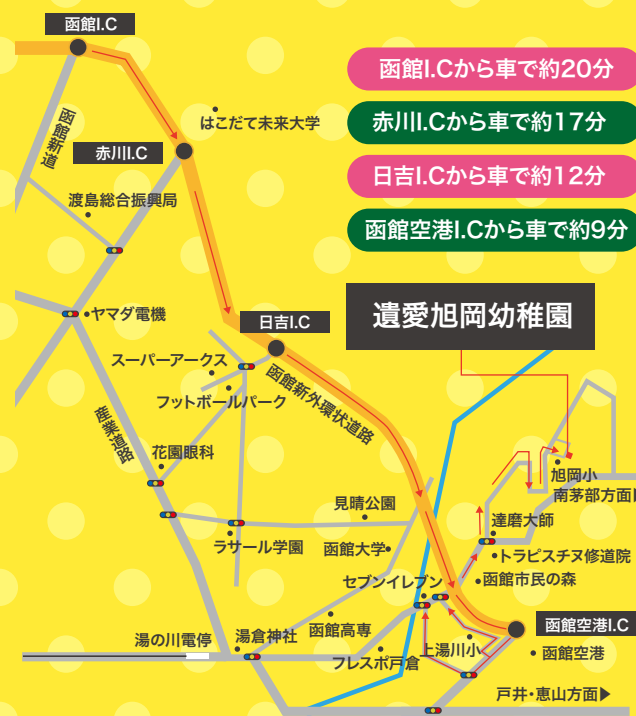 函館I.C
函館I.Cから車で約20分
函館新道
はこだて未来大学
赤川I.Cから車で約17分
赤川I.C
日吉I.Cから車で約12分
渡島総合振興局
函館空港I.Cから車で約9分
ヤマダ電機
遺愛旭岡幼稚園
日吉I.C
スーパーアークス
函館新外環状道路
フットボールパーク
産業道路
花園眼科
旭岡小
南茅部方面▶
見晴公園
達磨大師
ラサール学園
函館大学
トラピスチヌ修道院
セブンイレブン
函館市民の森
函館高専
函館空港I.C
湯の川電停
湯倉神社
上湯川小
フレスポ戸倉
函館空港
戸井・恵山方面▶